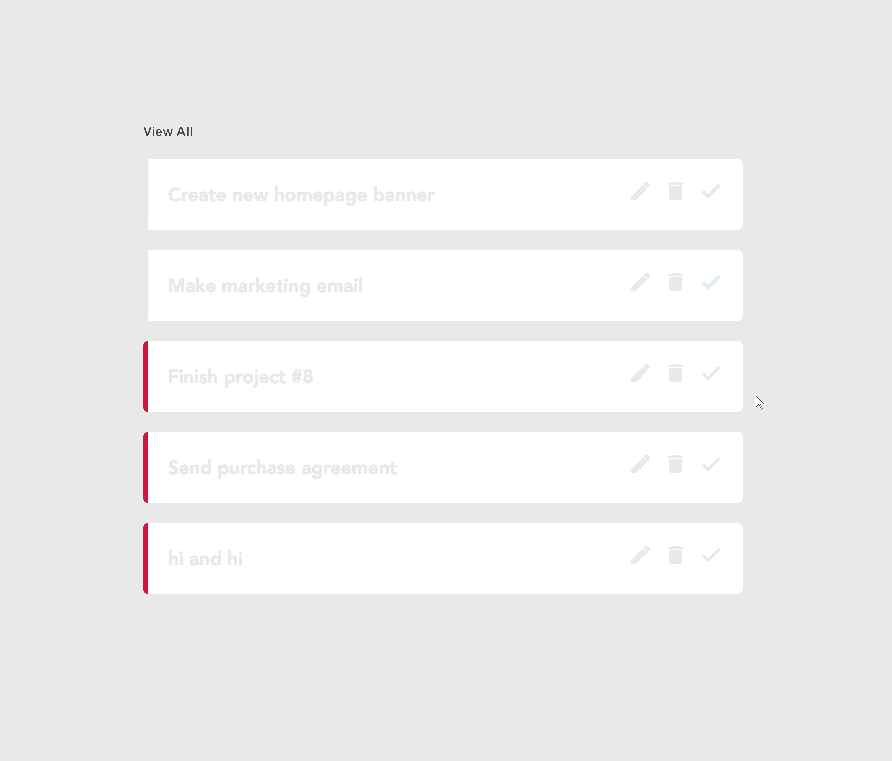 View All
Create new homepage banner
Make marketing email
Finish project #8
Send purchase agreement
hi and hi